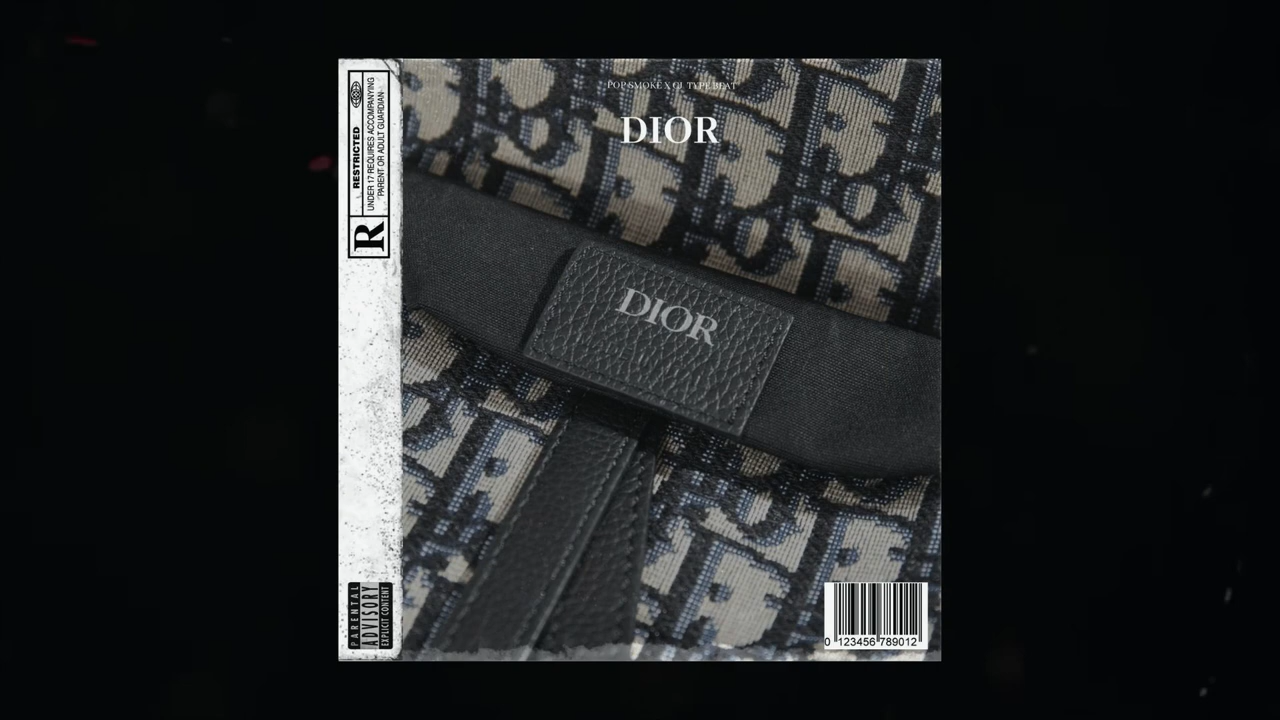 POP SMOKE X CJ TYPE BEAT
DIOR
RESTRICTED
UNDER 17 REQUIRES ACCOMPANYING
PARENT OR ADULT GUARDIAN
R
DIOR
PARENTAL
ADVISORY
EXPLICIT CONTENT
0 123456 789012